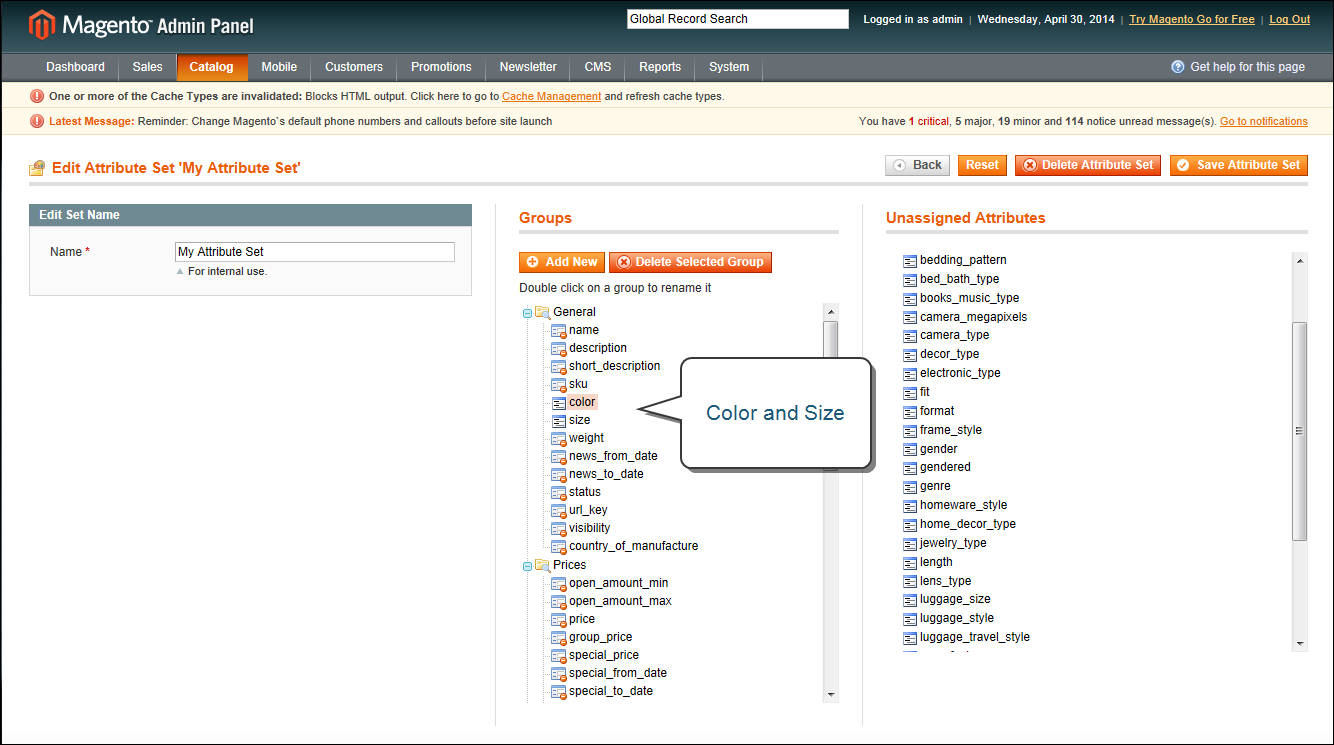 Magento Admin Panel
Global Record Search
Logged in as admin | Wednesday, April 30, 2014 | Try Magento Go for Free | Log Out
Dashboard Sales Catalog Mobile Customers Promotions Newsletter CMS Reports System Get help for this page
One or more of the Cache Types are invalidated: Blocks HTML output. Click here to go to Cache Management and refresh cache types.
Latest Message: Reminder: Change Magento`s default phone numbers and callouts before site launch
You have 1 critical, 5 major, 19 minor and 114 notice unread message(s). Go to notifications
Edit Attribute Set 'My Attribute Set'
Back Reset Delete Attribute Set Save Attribute Set
Edit Set Name
Name *
My Attribute Set
For internal use.
Groups
Add New Delete Selected Group
Double click on a group to rename it
General
name
description
short_description
sku
color
size
weight
news_from_date
news_to_date
status
url_key
visibility
country_of_manufacture
Prices
open_amount_min
open_amount_max
price
group_price
special_price
special_from_date
special_to_date
Color and Size
Unassigned Attributes
bedding_pattern
bed_bath_type
books_music_type
camera_megapixels
camera_type
decor_type
electronic_type
fit
format
frame_style
gender
gendered
genre
homeware_style
home_decor_type
jewelry_type
length
lens_type
luggage_size
luggage_style
luggage_travel_style